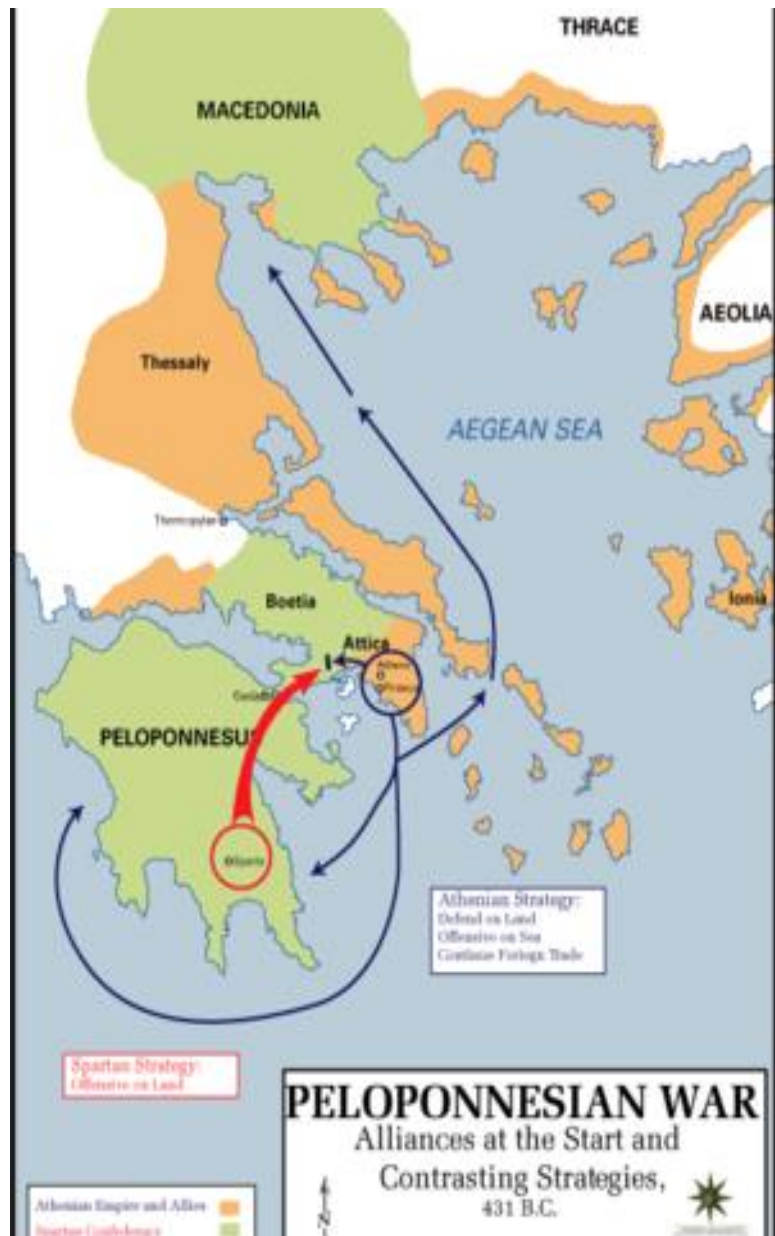 THRACE
MACEDONIA
AEOLIA
Thessaly
AEGEAN SEA
Thermopylae
Boetia
Ionia
Attica
Athens
PELOPONNESUS
Sparta
Athenian Strategy:
Defend on Land
Offensive on Sea
Continue Foriegn Trade
Spartan Strategy:
Offensive on Land
PELOPONNESIAN WAR
Alliances at the Start and
Contrasting Strategies,
431 B.C.
Athenian Empire and Allies
Spartan Confederacy